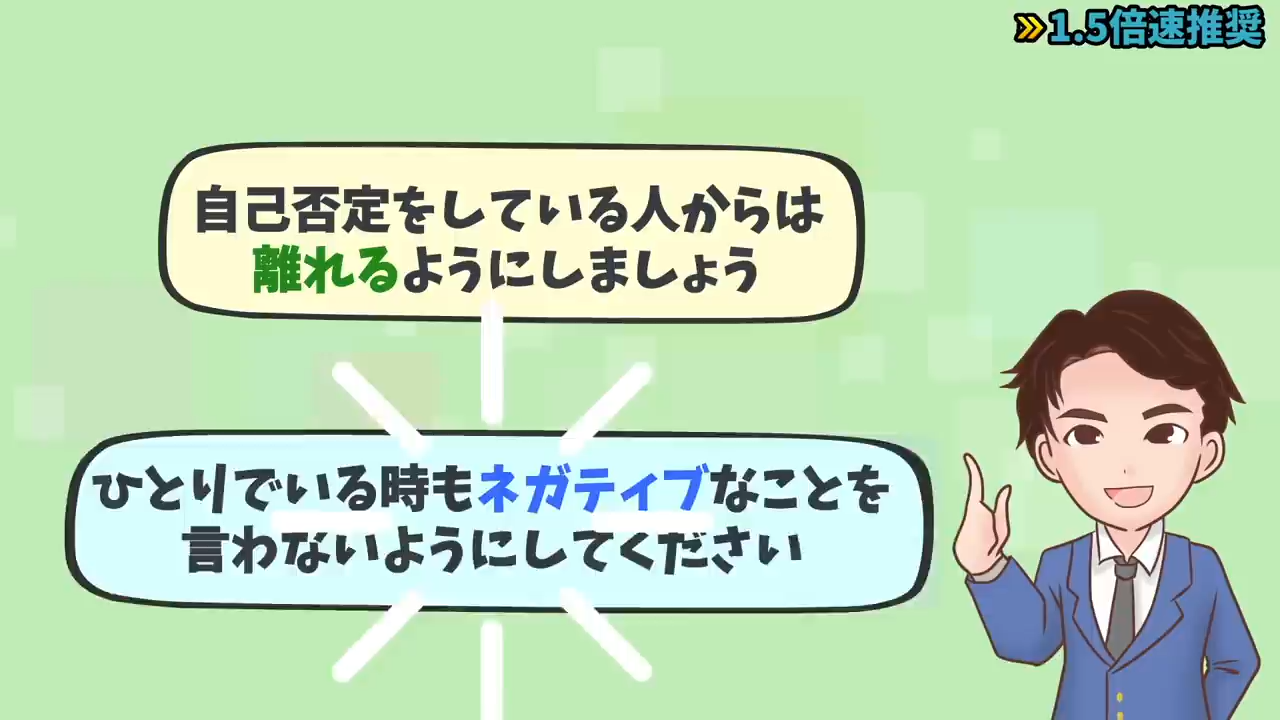 1.5倍速推奨
自己否定をしている人からは
離れるようにしましょう
ひとりでいる時もネガティブなことを
言わないようにしてください